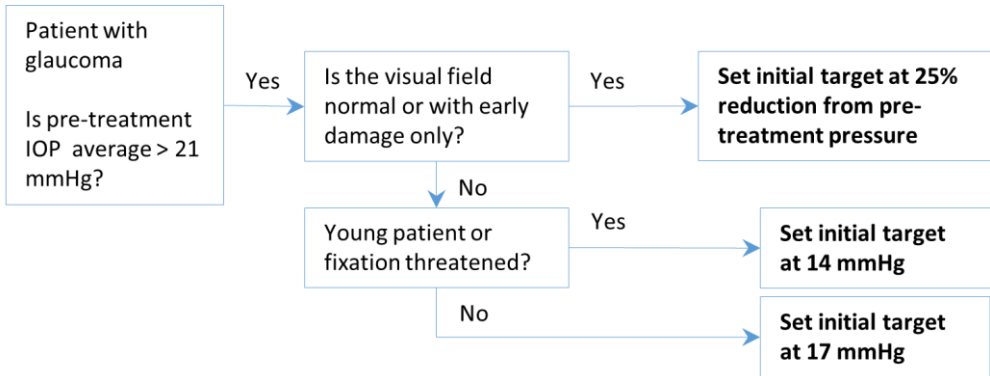 Patient with
glaucoma
Is pre-treatment
IOP average > 21
mmHg?
Yes
Is the visual field
normal or with early
damage only?
Yes
Set initial target at 25%
reduction from pre-
treatment pressure
No
Young patient or
fixation threatened?
Yes
Set initial target
at 14 mmHg
No
Set initial target
at 17 mmHg